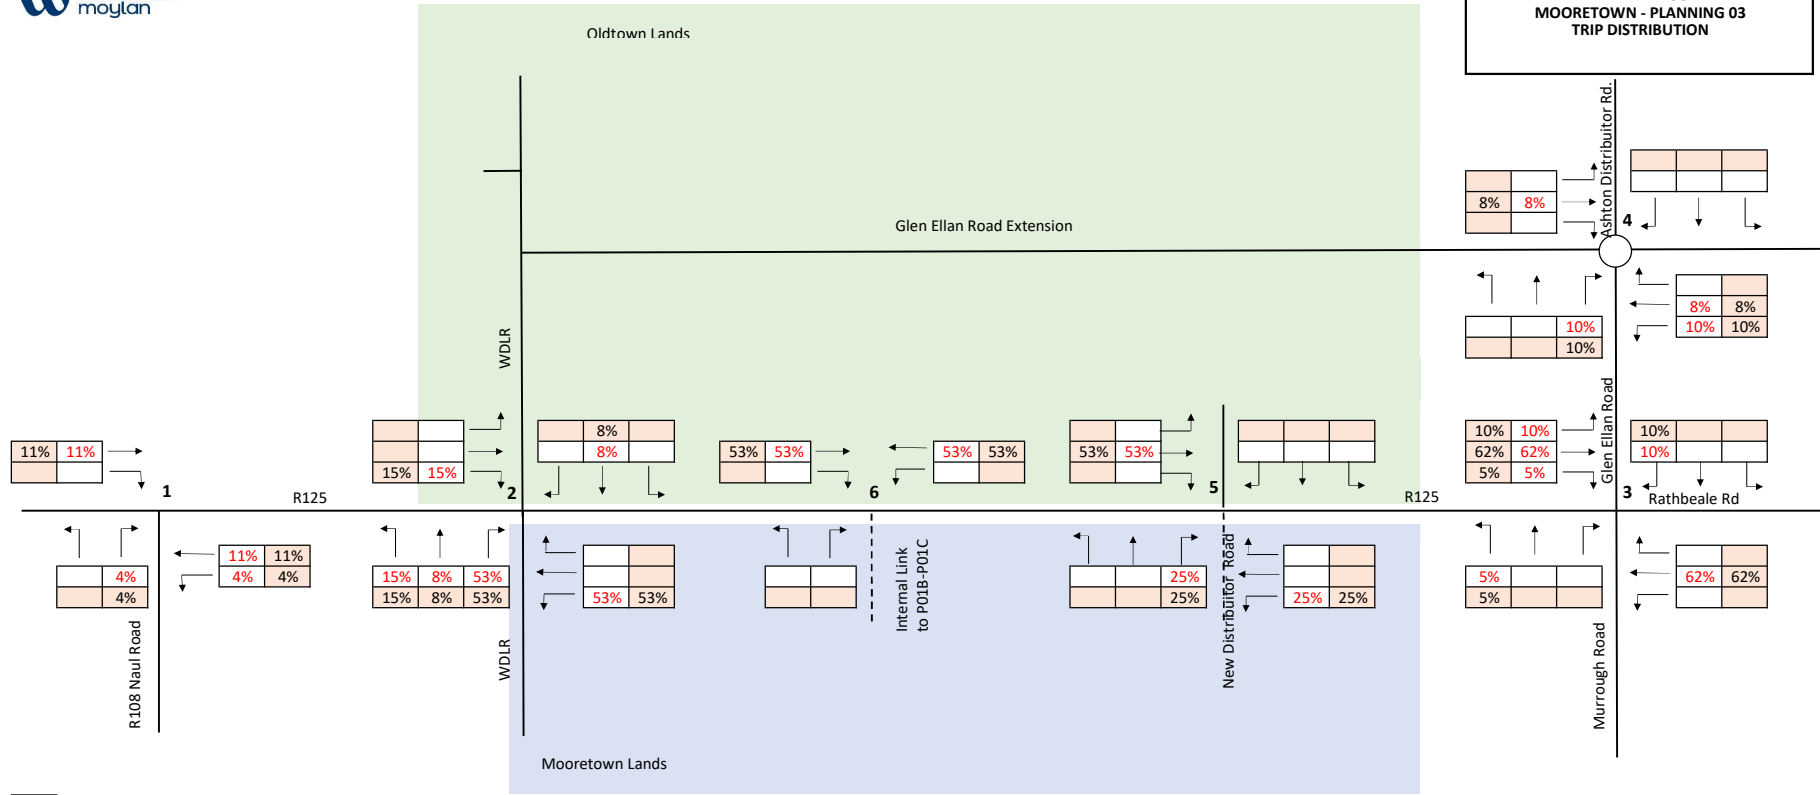 moylan
MOORETOWN - PLANNING 03
TRIP DISTRIBUTION
Oldtown Lands
Ashton Distribuitor Rd.
8% 8%
4
Glen Ellan Road Extension
8% 8%
10% 10%
10%
10%
WDLR
Glen Ellan Road
11% 11%
15% 15%
8%
8%
53% 53%
53% 53%
53% 53%
10% 10%
62% 62%
5% 5%
10%
10%
1
R125
2
6
5
R125
3
Rathbeale Rd
4%
4%
11% 11%
4% 4%
15% 8% 53%
15% 8% 53%
53% 53%
Internal Link
to P01B-P01C
25%
25%
New Distribuitor Road
25% 25%
5%
5%
62% 62%
R108 Naul Road
WDLR
Murrough Road
Mooretown Lands